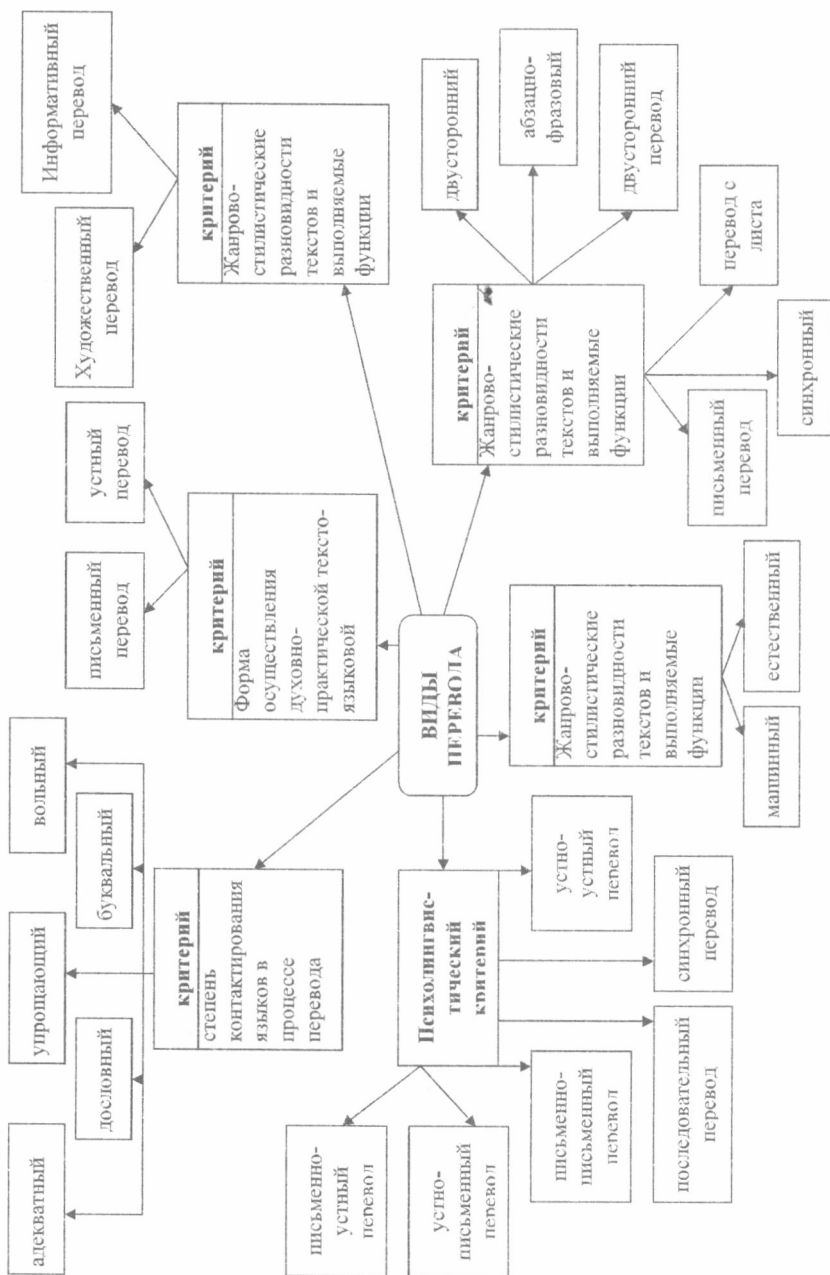 адекватный
упрощающий
вольный
дословный
буквальный
критерий
степень
контактирования
языков в
процессе
перевода
письменный
перевод
устный
перевод
критерий
Форма
осуществления
духовно-
практической тексто-
языковой
Художественный
перевод
Информативный
перевод
критерий
Жанрово-
стилистические
разновидности
текстов и
выполняемые
функции
ВИДЫ
ПЕРЕВОДА
письменно-
устный
перевод
устно-
письменный
перевод
Психолингвис-
тический
критерий
письменно-
письменный
перевод
устно-
устный
перевод
последовательный
перевод
синхронный
перевод
критерий
Жанрово-
стилистические
разновидности
текстов и
выполняемые
функции
машинный
естественный
критерий
Жанрово-
стилистические
разновидности
текстов и
выполняемые
функции
двусторонний
абзацно-
фразовый
двусторонний
перевод
письменный
перевод
перевод с
листа
синхронный